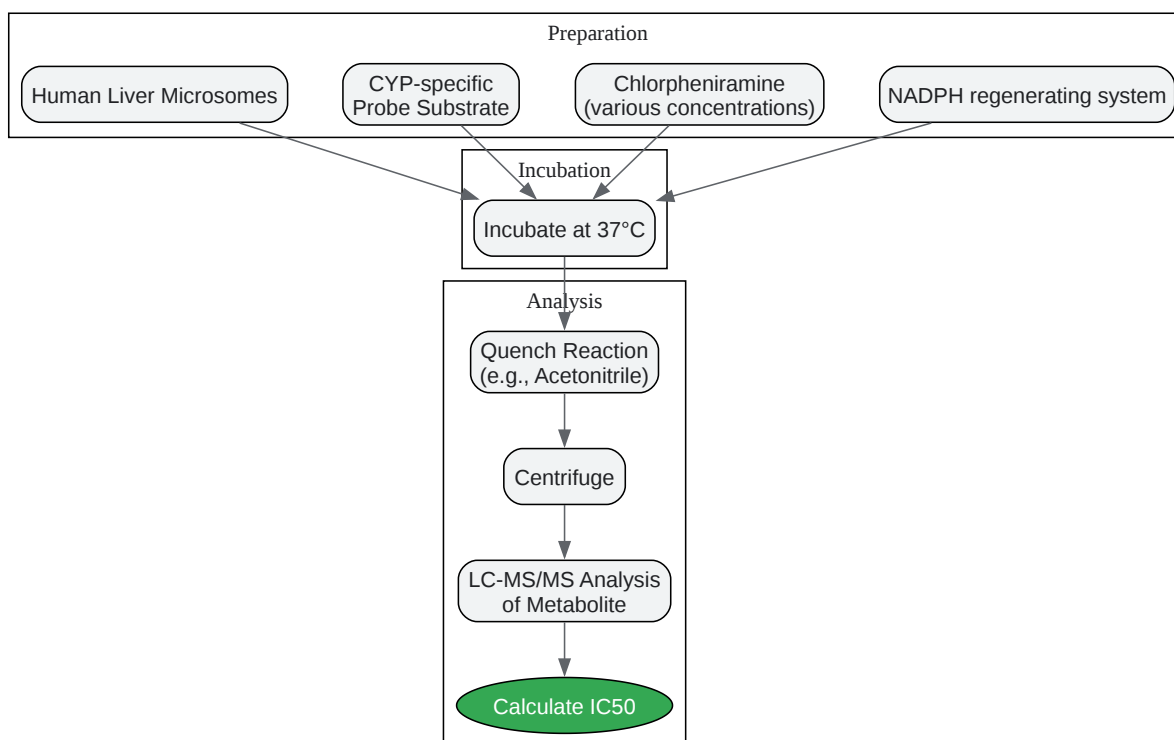 Preparation
Human Liver Microsomes
CYP-specific
Probe Substrate
Chlorpheniramine
(various concentrations)
NADPH regenerating system
Incubation
Incubate at 37°C
Analysis
Quench Reaction
(e.g., Acetonitrile)
Centrifuge
LC-MS/MS Analysis
of Metabolite
Calculate IC50